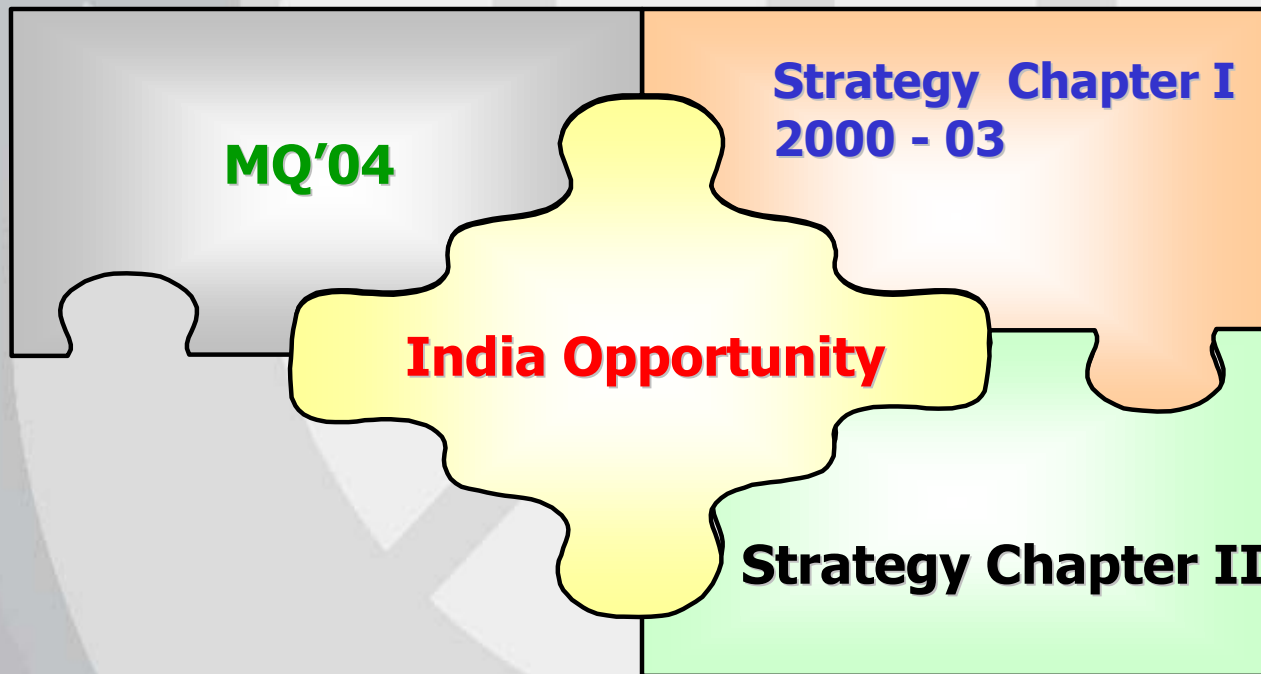 MQ’04
Strategy Chapter I
2000 - 03
India Opportunity
Strategy Chapter II